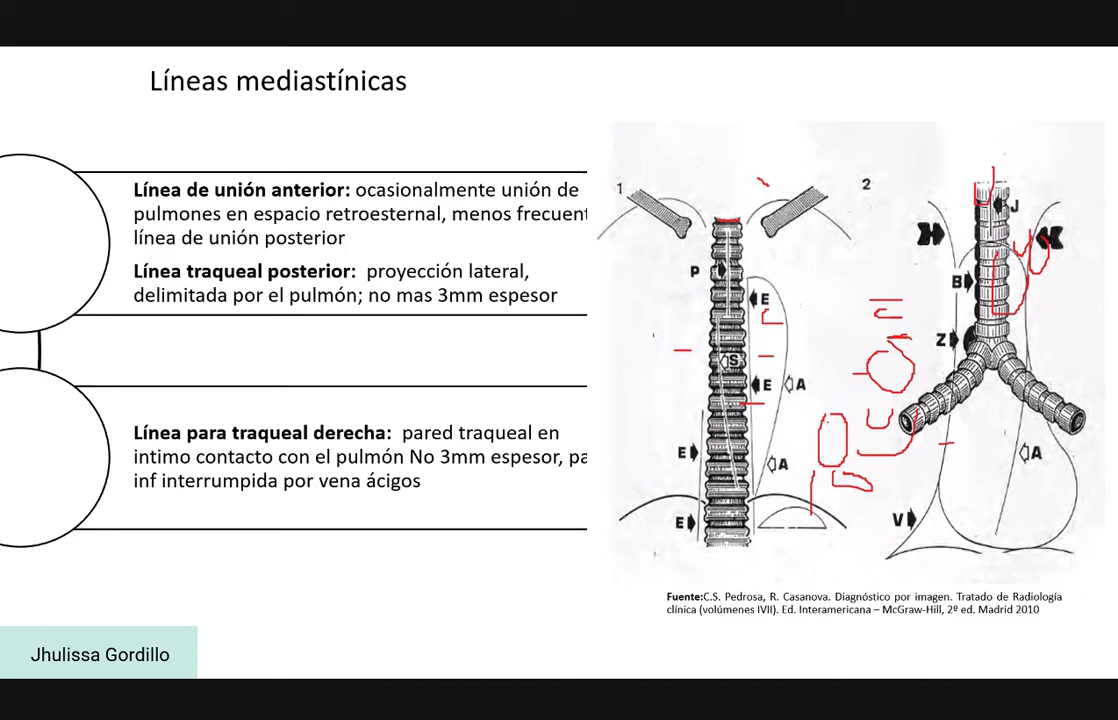 Líneas mediastínicas
Línea de unión anterior: ocasionalmente unión de
pulmones en espacio retroesternal, menos frecuent
línea de unión posterior
Línea traqueal posterior: proyección lateral,
delimitada por el pulmón; no mas 3mm espesor
Línea para traqueal derecha: pared traqueal en
intimo contacto con el pulmón No 3mm espesor, pa
inf interrumpida por vena ácigos
1
P
E
S
E
A
E
A
E
2
J
B
Z
A
V
Fuente:C.S. Pedrosa, R. Casanova. Diagnóstico por imagen. Tratado de Radiología
clínica (volúmenes IVII). Ed. Interamericana – McGraw-Hill, 2º ed. Madrid 2010
Jhulissa Gordillo